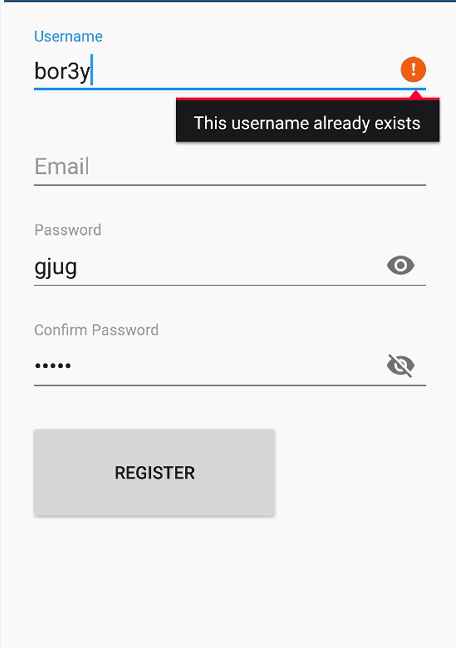 Username
bor3y
!
This username already exists
Email
Password
gjug
Confirm Password
•••••
REGISTER